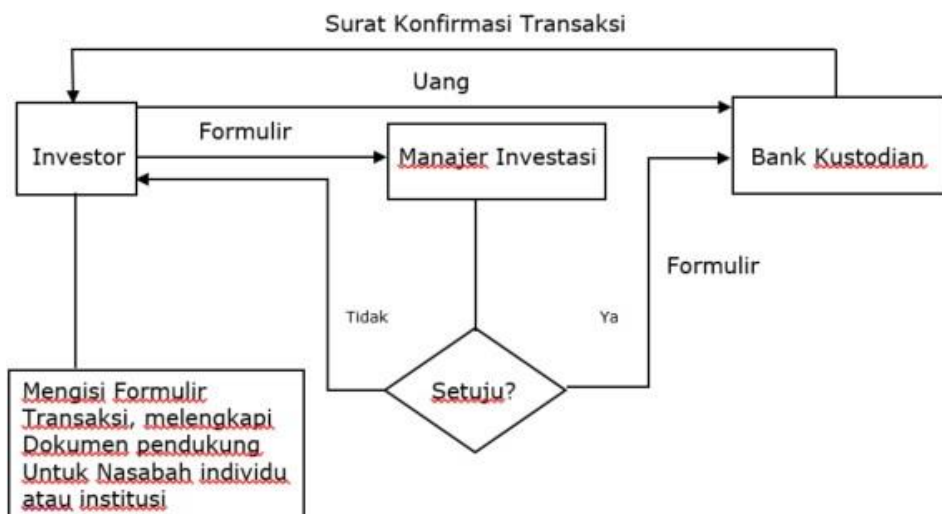 Surat Konfirmasi Transaksi
Uang
Formulir
Investor
Manajer Investasi
Bank Kustodian
Formulir
Tidak
Ya
Setuju?
Mengisi Formulir
Transaksi, melengkapi
Dokumen pendukung
Untuk Nasabah individu
atau institusi